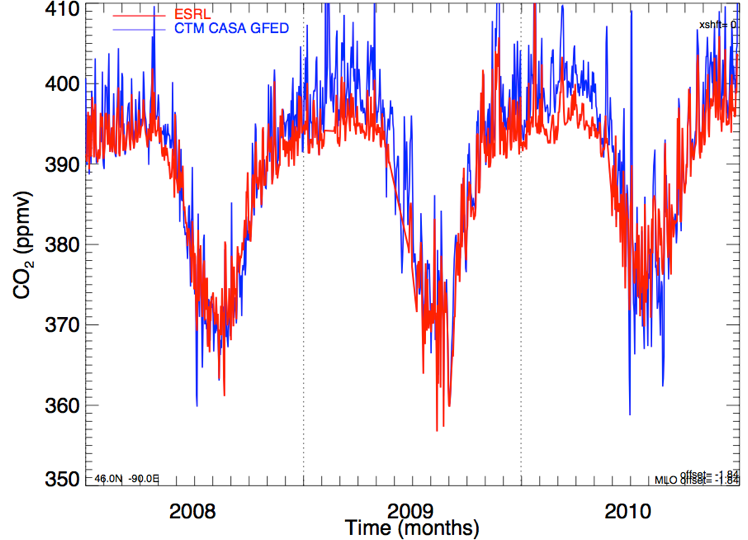 410
400
390
380
370
360
350
CO2 (ppmv)
ESRL
CTM CASA GFED
xshft= 0
46.0N -90.0E
offset= -1.84
MLO offset= -1.84
2008
2009
2010
Time (months)